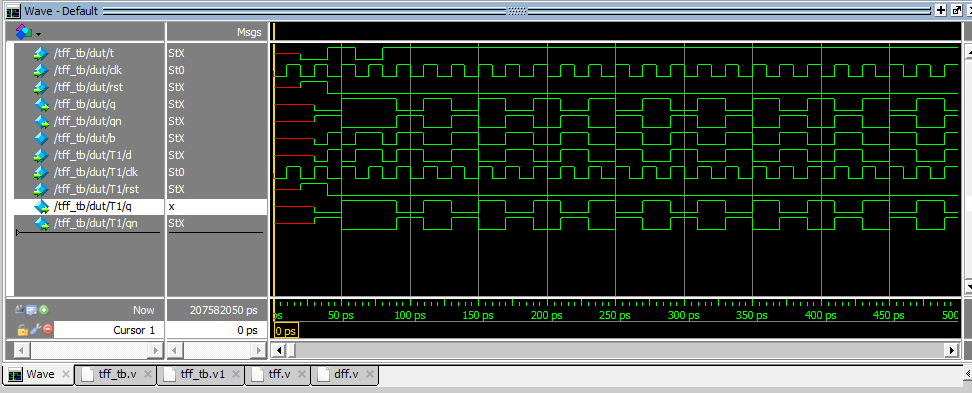 Wave - Default
Msgs
/tff_tb/dut/t StX
/tff_tb/dut/clk St0
/tff_tb/dut/rst StX
/tff_tb/dut/q StX
/tff_tb/dut/qn StX
/tff_tb/dut/b StX
/tff_tb/dut/T1/d StX
/tff_tb/dut/T1/clk St0
/tff_tb/dut/T1/rst StX
/tff_tb/dut/T1/q x
/tff_tb/dut/T1/qn StX
Now 207582050 ps ps 50 ps 100 ps 150 ps 200 ps 250 ps 300 ps 350 ps 400 ps 450 ps 500
Cursor 1 0 ps 0 ps
Wave tff_tb.v tff_tb.v1 tff.v dff.v